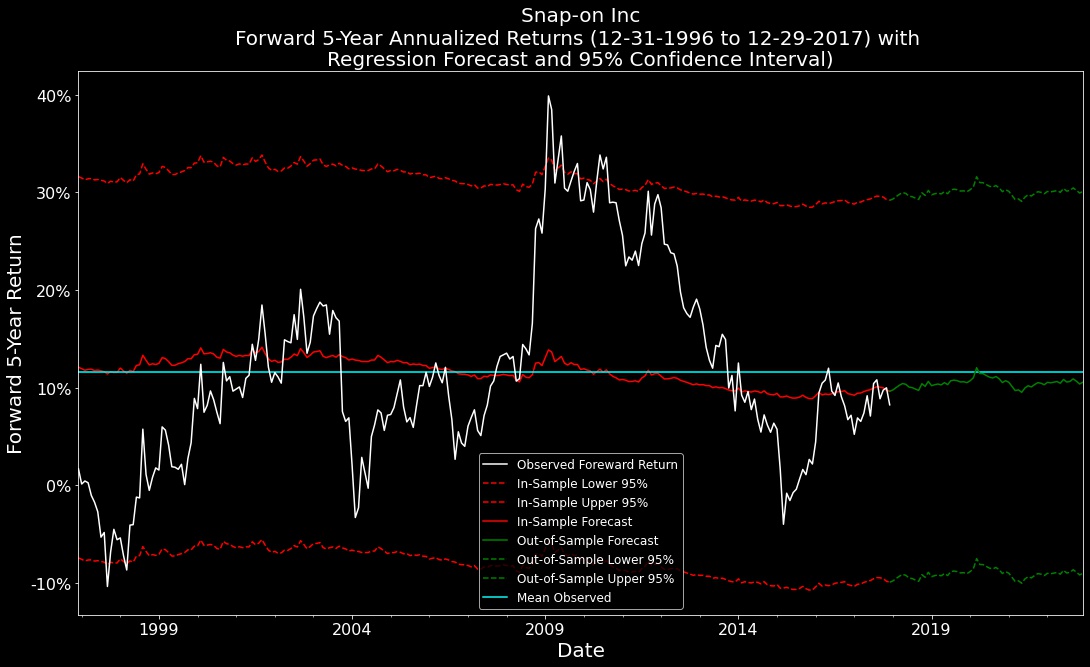 Snap-on Inc
Forward 5-Year Annualized Returns (12-31-1996 to 12-29-2017) with
Regression Forecast and 95% Confidence Interval)
Forward 5-Year Return
40%
30%
20%
10%
0%
-10%
Observed Foreward Return
In-Sample Lower 95%
In-Sample Upper 95%
In-Sample Forecast
Out-of-Sample Forecast
Out-of-Sample Lower 95%
Out-of-Sample Upper 95%
Mean Observed
1999
2004
2009
2014
2019
Date